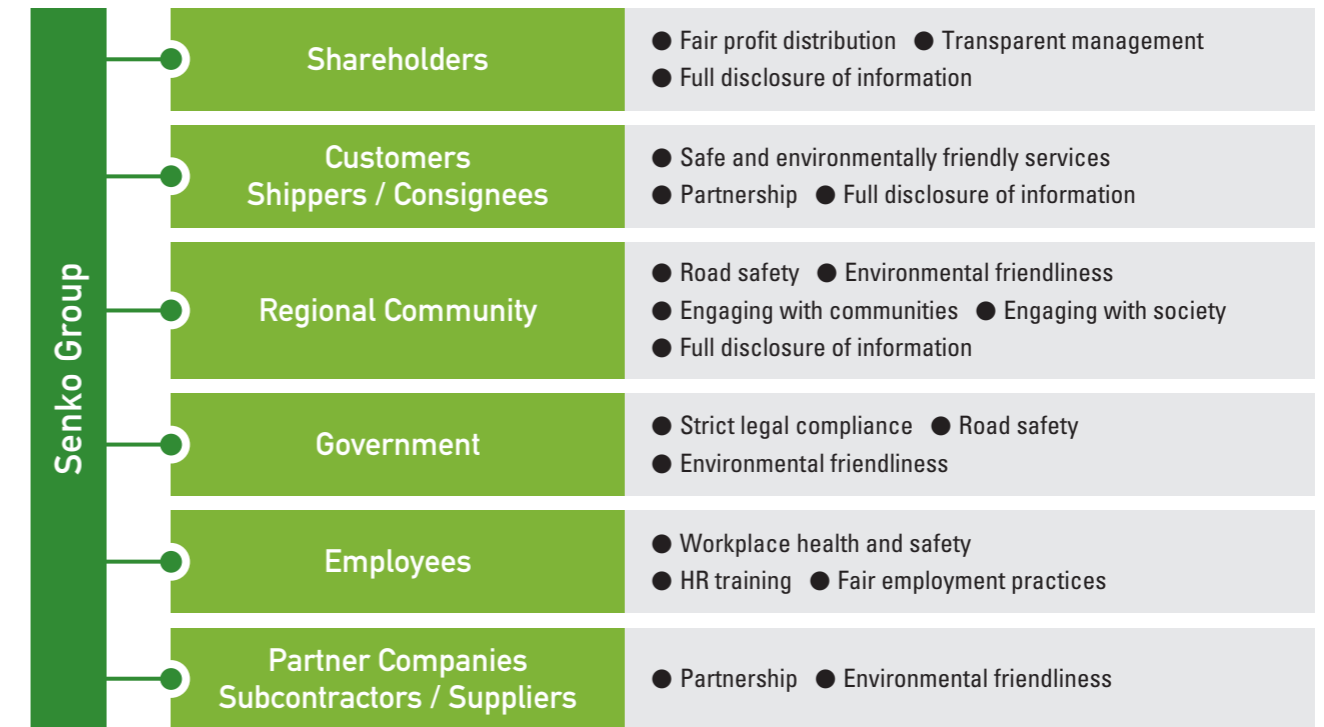 Senko Group
Shareholders
● Fair profit distribution ● Transparent management
● Full disclosure of information
Customers
Shippers / Consignees
● Safe and environmentally friendly services
● Partnership ● Full disclosure of information
Regional Community
● Road safety ● Environmental friendliness
● Engaging with communities ● Engaging with society
● Full disclosure of information
Government
● Strict legal compliance ● Road safety
● Environmental friendliness
Employees
● Workplace health and safety
● HR training ● Fair employment practices
Partner Companies
Subcontractors / Suppliers
● Partnership ● Environmental friendliness